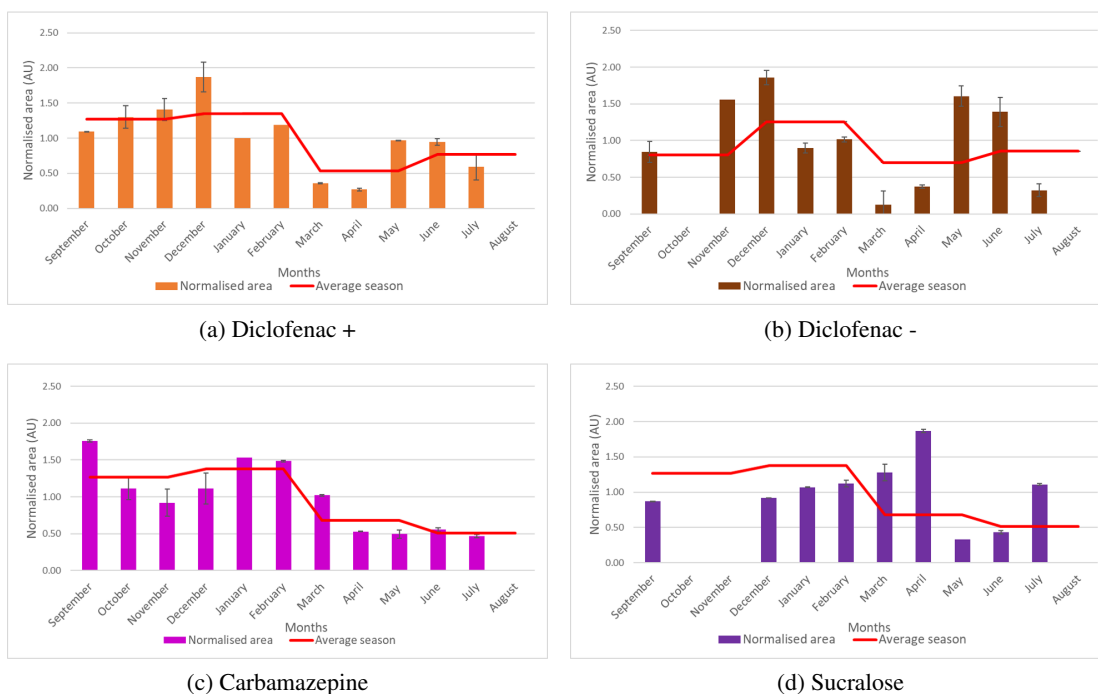 2.50
2.00
1.50
1.00
0.50
0.00
Normalised area (AU)
September
October
November
December
January
February
March
April
May
June
July
August
Months
Normalised area
Average season
(a) Diclofenac +
2.50
2.00
1.50
1.00
0.50
0.00
Normalised area (AU)
September
October
November
December
January
February
March
April
May
June
July
August
Months
Normalised area
Average season
(b) Diclofenac -
2.50
2.00
1.50
1.00
0.50
0.00
Normalised area (AU)
September
October
November
December
January
February
March
April
May
June
July
August
Months
Normalised area
Average season
(c) Carbamazepine
2.50
2.00
1.50
1.00
0.50
0.00
Normalised area (AU)
September
October
November
December
January
February
March
April
May
June
July
August
Months
Normalised area
Average season
(d) Sucralose